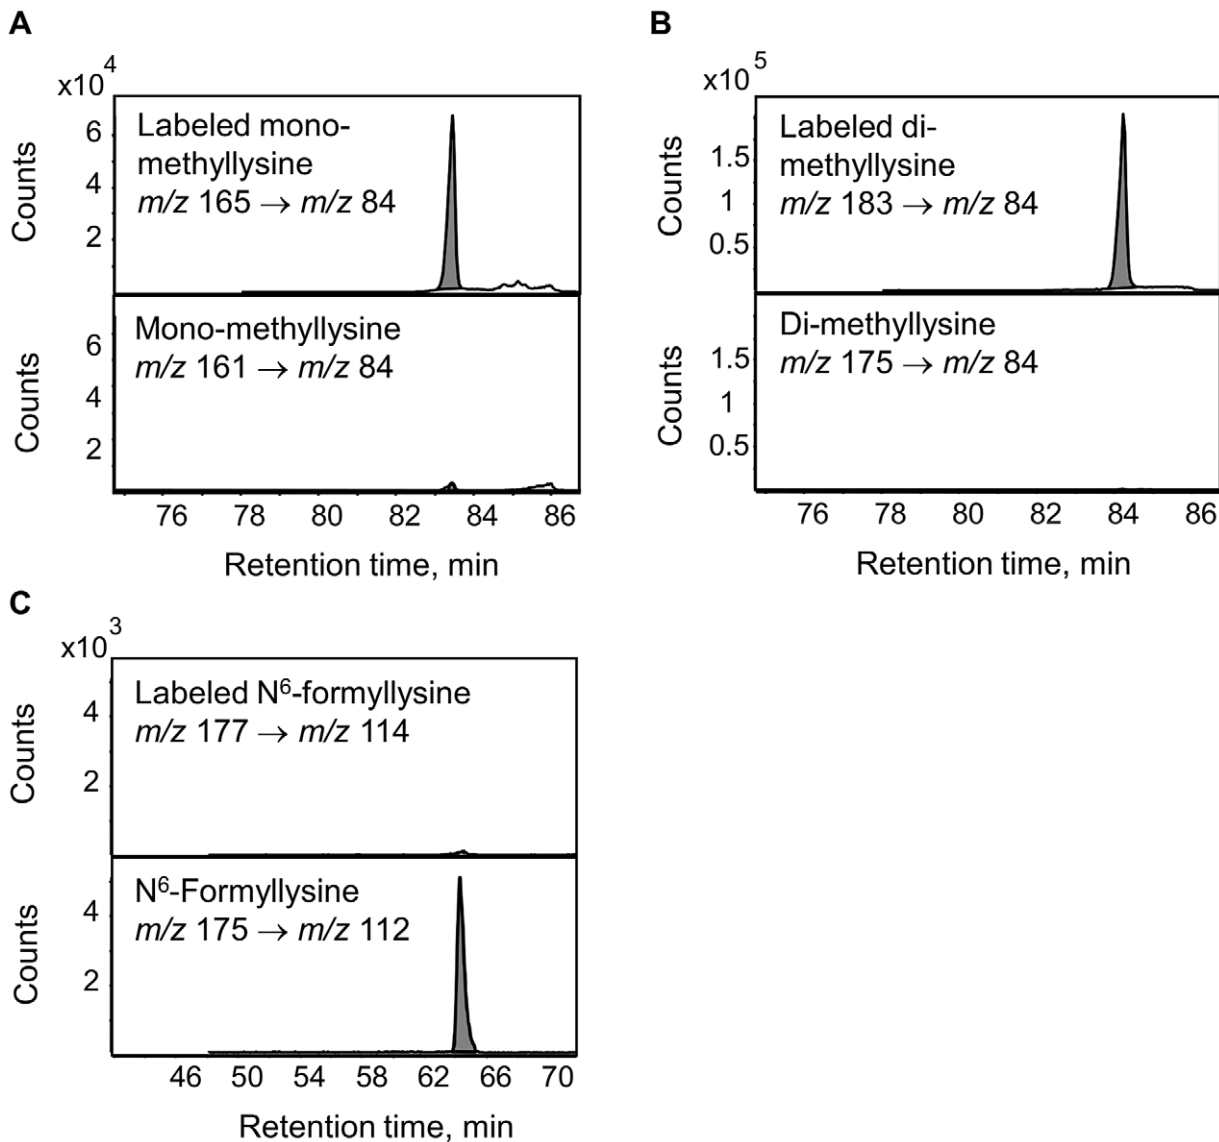 A
x10 4
Counts
6
4
2
Labeled mono-
methyllysine
m/z 165 → m/z 84
Counts
6
4
2
Mono-methyllysine
m/z 161 → m/z 84
76 78 80 82 84 86
Retention time, min
B
x10 5
Counts
1.5
1
0.5
Labeled di-
methyllysine
m/z 183 → m/z 84
Counts
1.5
1
0.5
Di-methyllysine
m/z 175 → m/z 84
76 78 80 82 84 86
Retention time, min
C
x10 3
Counts
4
2
Labeled N⁶-formyllysine
m/z 177 → m/z 114
Counts
4
2
N⁶-Formyllysine
m/z 175 → m/z 112
46 50 54 58 62 66 70
Retention time, min